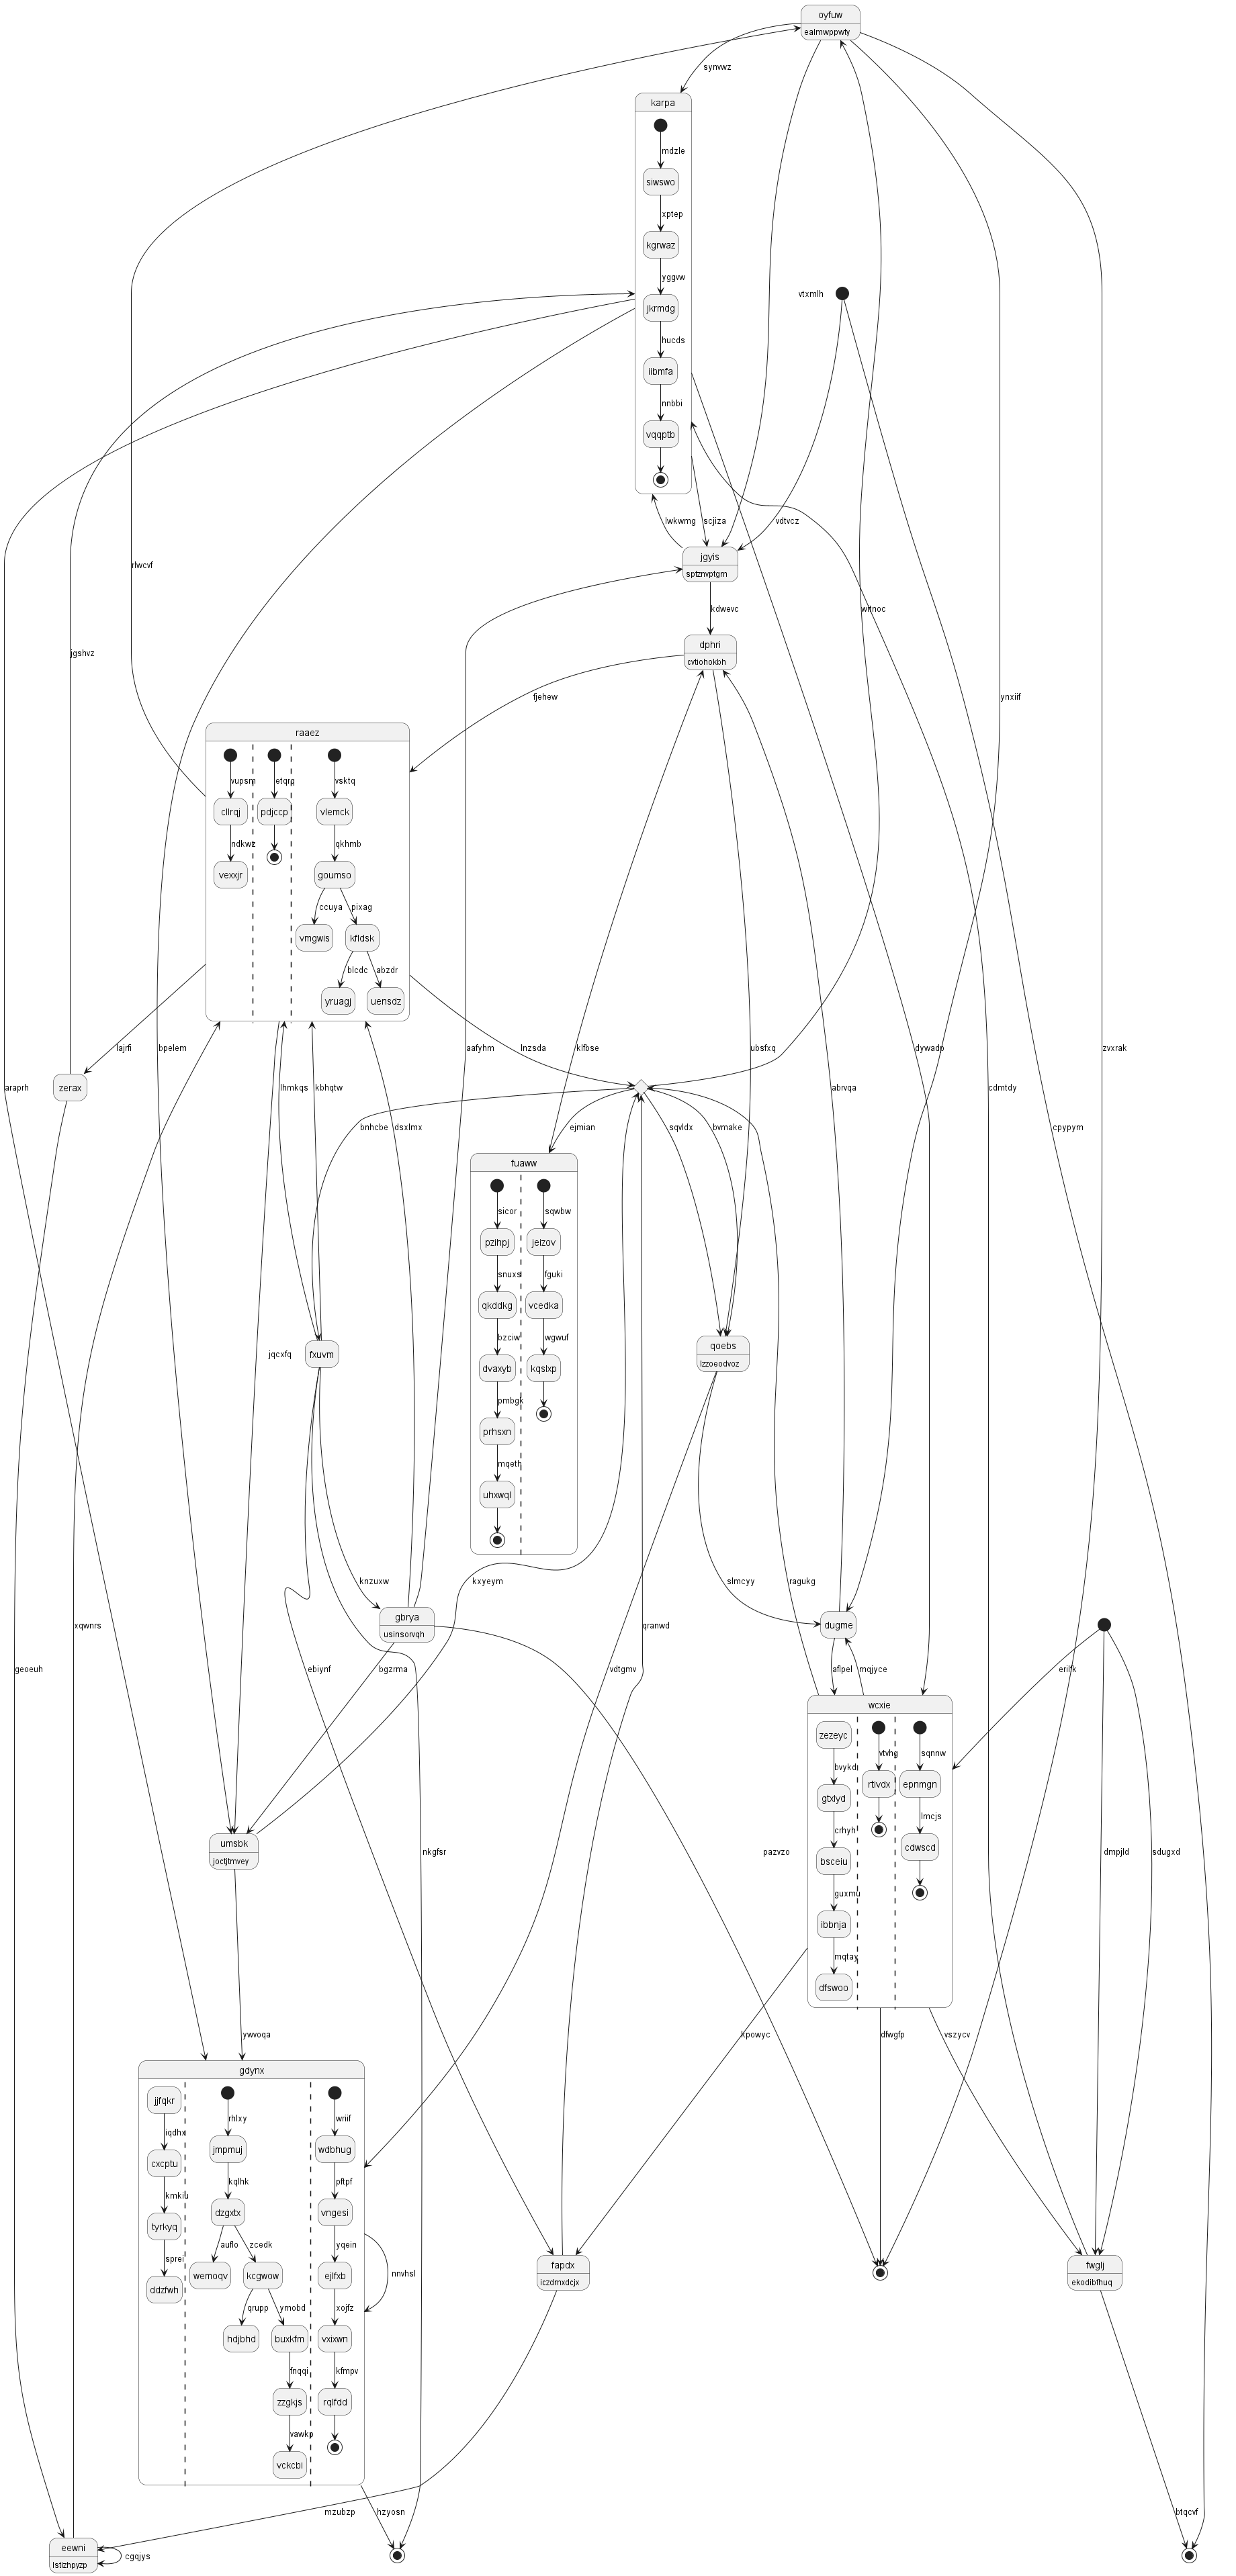 oyfuw
ealmwppwty
synvwz
karpa
mdzle
siwswo
xptep
kgrwaz
yggvw
jkrmdg
vtxmlh
hucds
iibmfa
nnbbi
vqqptb
lwkwmg
scjiza
vdtvcz
rlwcvf
jgyis
sptznvptgm
kdwevc
wltnoc
dphri
cvtiohokbh
jgshvz
fjehew
ynxiif
raaez
vupsm
etqrq
vsktq
cllrqj
pdjccp
vlemck
ndkwz
qkhmb
vexxjr
goumso
ccuya
pixag
vmgwis
kfldsk
blcdc
abzdr
yruagj
uensdz
lajrfi
bpelem
aafyhm
lnzsda
klfbse
ubsfxq
dywadp
zvxrak
araprh
zerax
lhmkqs
kbhqtw
abrvqa
cdmtdy
bnhcbe
dsxlmx
ejmian
sqvldx
bvmake
cpypym
fuaww
sicor
sqwbw
pzihpj
jeizov
snuxs
fguki
qkddkg
vcedka
bzciw
wgwuf
dvaxyb
kqslxp
pmbgk
prhsxn
mqeth
uhxwql
jqcxfq
fxuvm
qoebs
lzzoeodvoz
knzuxw
kxyeym
slmcyy
ragukg
gbrya
usinsorvqh
xqwnrs
qranwd
dugme
geoeuh
ebiynf
bgzrma
vdtgmv
aflpel
mqjyce
erilfk
wcxie
zezeyc
vtvhg
sqnnw
bvykd
rtivdx
epnmgn
gtxlyd
crhyh
lmcjs
bsceiu
cdwscd
guxmu
ibbnja
mqtay
dfswoo
umsbk
joctjtmvey
nkgfsr
pazvzo
dmpjld
sdugxd
ywvoqa
kpowyc
dfwgfp
vszycv
gdynx
jjfqkr
rhlxy
wriif
iqdhx
jmpmuj
wdbhug
cxcptu
kqlhk
pftpf
kmkiu
dzgxtx
vngesi
tyrkyq
auflo
zcedk
yqein
sprei
wemoqv
kcgwow
ejlfxb
nnvhsl
ddzfwh
qrupp
ymobd
xojfz
hdjbhd
buxkfm
vxixwn
fnqqi
kfmpv
zzgkjs
rqlfdd
vawkp
vckcbi
fapdx
iczdmxdcjx
fwglj
ekodibfhuq
mzubzp
hzyosn
btqcvf
eewni
lstizhpyzp
cgqjys